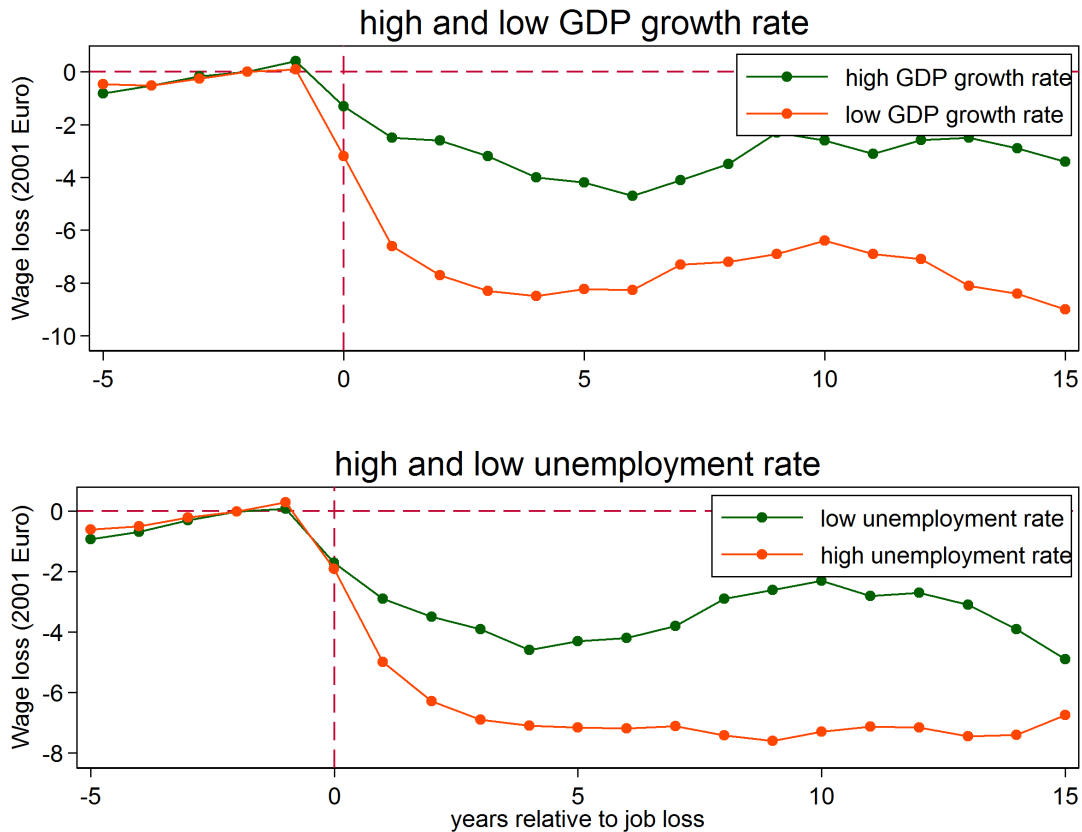 high and low GDP growth rate
Wage loss (2001 Euro)
0
-2
-4
-6
-8
-10
high GDP growth rate
low GDP growth rate
-5 0 5 10 15
high and low unemployment rate
Wage loss (2001 Euro)
0
-2
-4
-6
-8
low unemployment rate
high unemployment rate
-5 0 5 10 15
years relative to job loss